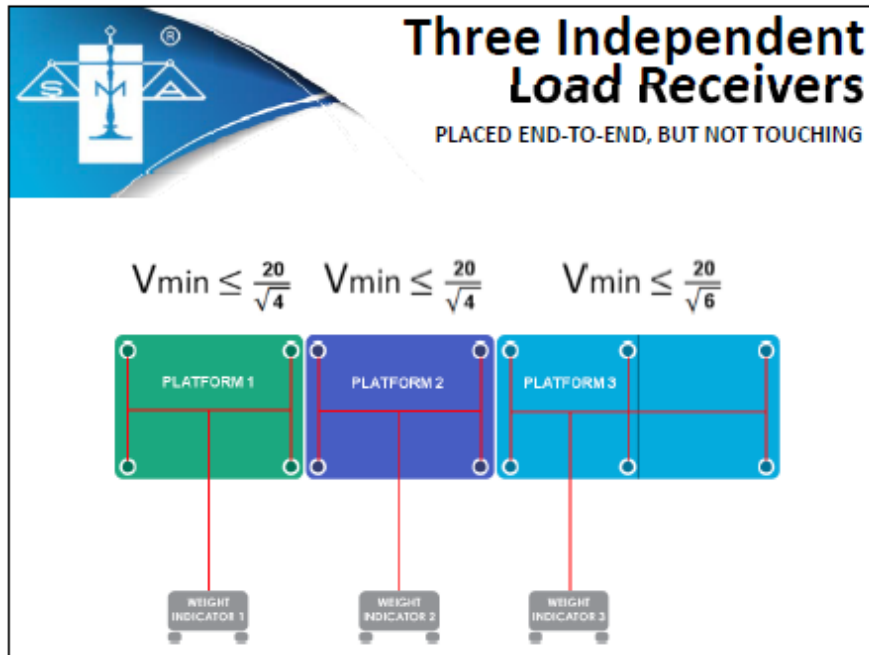 ®
S M A
Three Independent
Load Receivers
PLACED END-TO-END, BUT NOT TOUCHING
Vmin ≤ 20/√4 Vmin ≤ 20/√4 Vmin ≤ 20/√6
PLATFORM 1 PLATFORM 2 PLATFORM 3
WEIGHT WEIGHT WEIGHT
INDICATOR 1 INDICATOR 2 INDICATOR 3